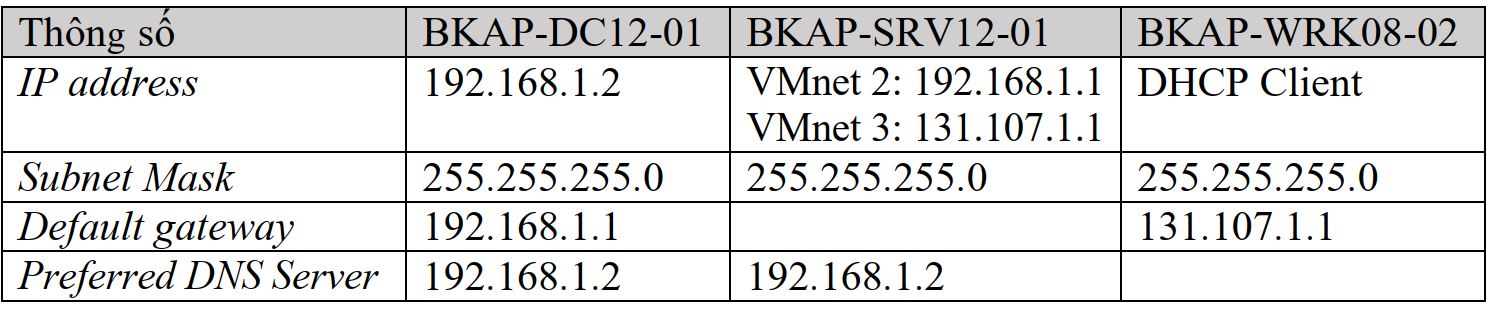 Thông số BKAP-DC12-01 BKAP-SRV12-01 BKAP-WRK08-02
IP address 192.168.1.2 VMnet 2: 192.168.1.1 DHCP Client
VMnet 3: 131.107.1.1
Subnet Mask 255.255.255.0 255.255.255.0 255.255.255.0
Default gateway 192.168.1.1 131.107.1.1
Preferred DNS Server 192.168.1.2 192.168.1.2